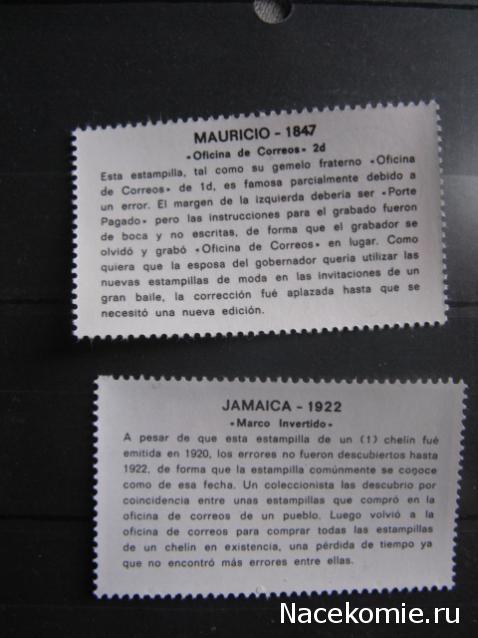 MAURICIO - 1847
«Oficina de Correos» 2d
Esta estampilla, tal como su gemelo fraterno «Oficina
de Correos» de 1d, es famosa parcialmente debido a
un error. El margen de la izquierda debería ser «Porte
Pagado» pero las instrucciones para el grabado fueron
de boca y no escritas, de forma que el grabador se
olvidó y grabó «Oficina de Correos» en lugar. Como
quiera que la esposa del gobernador quería utilizar las
nuevas estampillas de moda en las invitaciones de un
gran baile, la corrección fué aplazada hasta que se
necesitó una nueva edición.
JAMAICA - 1922
«Marco Invertido»
A pesar de que esta estampilla de un (1) chelín fué
emitida en 1920, los errores no fueron descubiertos hasta
1922, de forma que la estampilla comúnmente se conoce
como de esa fecha. Un coleccionista las descubrío por
coincidencia entre unas estampillas que compró en la
oficina de correos de un pueblo. Luego volvió a la
oficina de correos para comprar todas las estampillas
de un chelín en existencia, una pérdida de tiempo ya
que no encontró más errores entre ellas.
Nacekomie.ru